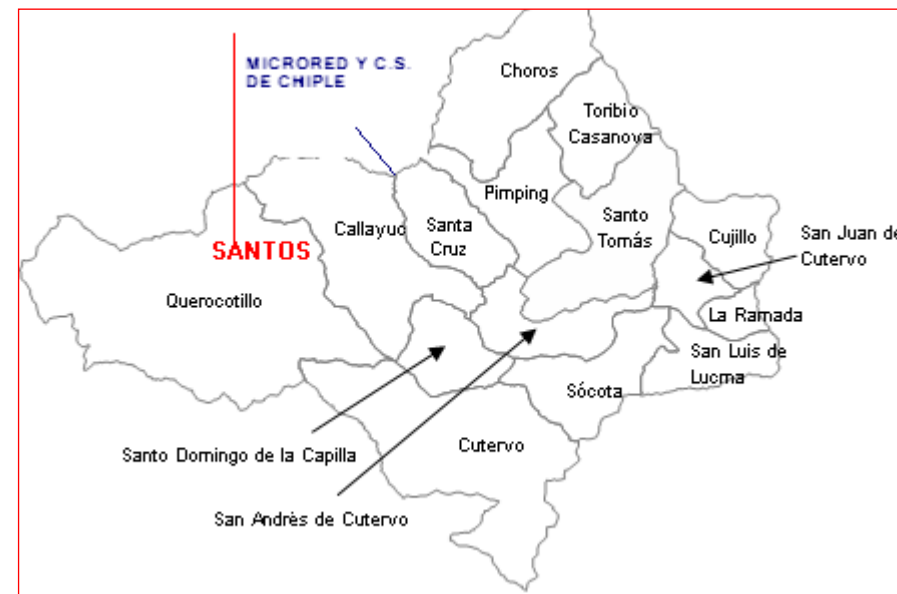 MICRORED Y C.S.
DE CHIPLE
Choros
Toribio
Casanova
Pimping
Callayuc
Santa
Cruz
Santo
Tomás
Cujillo
San Juan de
Cutervo
SANTOS
Querocotillo
La Ramada
San Luis de
Lucma
Sócota
Santo Domingo de la Capilla
Cutervo
San Andrès de Cutervo